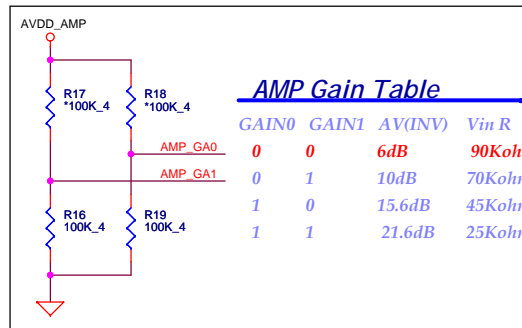 AVDD_AMP
R17
*100K_4
R18
*100K_4
AMP_GA0
AMP_GA1
R16
100K_4
R19
100K_4
AMP Gain Table
GAIN0 GAIN1 AV(INV) Vin R
0 0 6dB 90Kohm
0 1 10dB 70Kohm
1 0 15.6dB 45Kohm
1 1 21.6dB 25Kohm